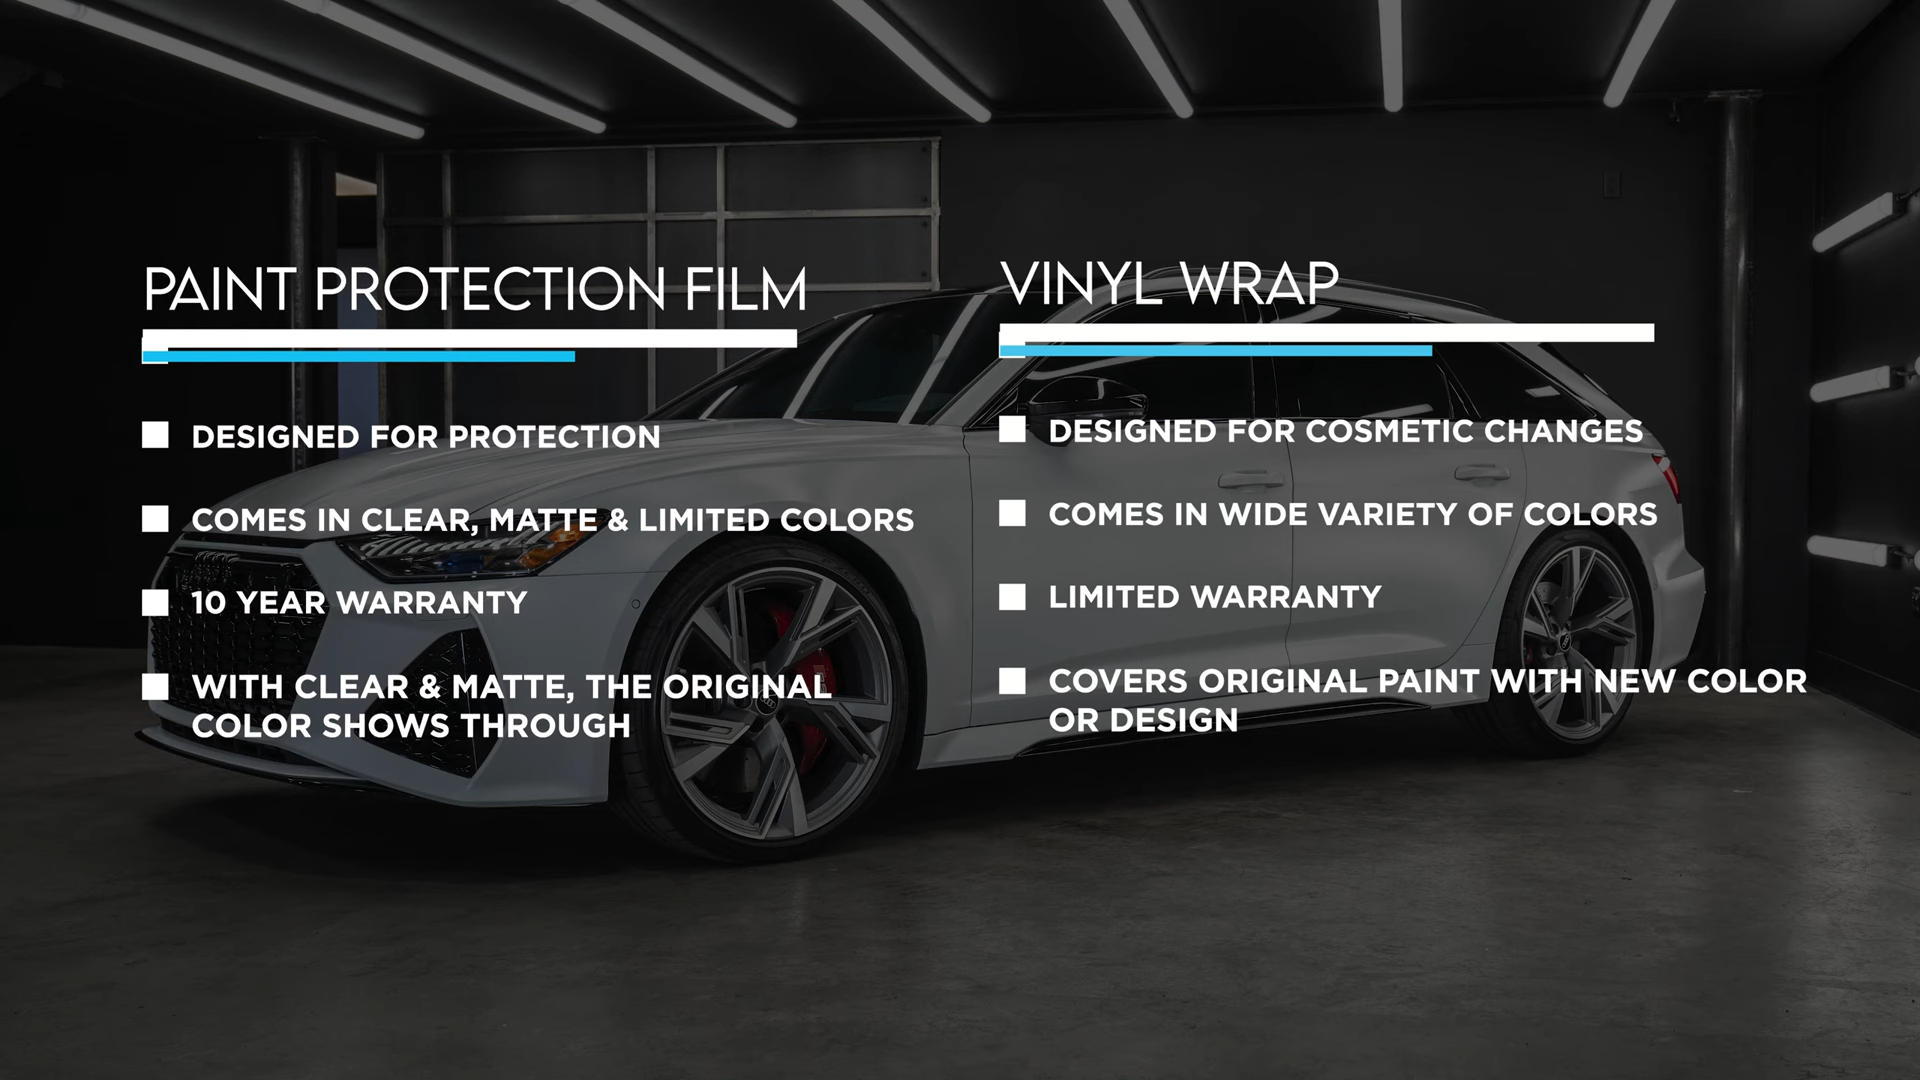 PAINT PROTECTION FILM
DESIGNED FOR PROTECTION
COMES IN CLEAR, MATTE & LIMITED COLORS
10 YEAR WARRANTY
WITH CLEAR & MATTE, THE ORIGINAL
COLOR SHOWS THROUGH
VINYL WRAP
DESIGNED FOR COSMETIC CHANGES
COMES IN WIDE VARIETY OF COLORS
LIMITED WARRANTY
COVERS ORIGINAL PAINT WITH NEW COLOR
OR DESIGN